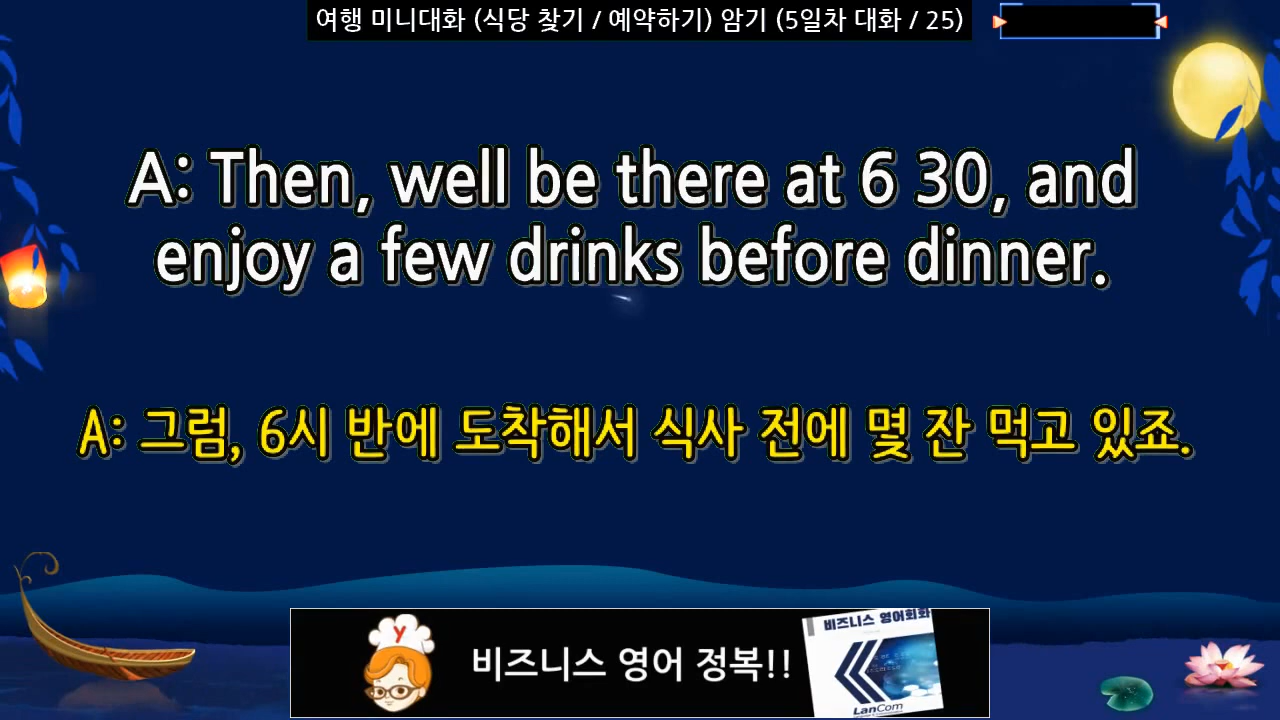 여행 미니대화 (식당 찾기 / 예약하기) 암기 (5일차 대화 / 25)
A: Then, well be there at 6 30, and
enjoy a few drinks before dinner.
A: 그럼, 6시 반에 도착해서 식사 전에 몇 잔 먹고 있죠.
Y
비즈니스 영어 정복!!
비즈니스 영어회화
LanCom